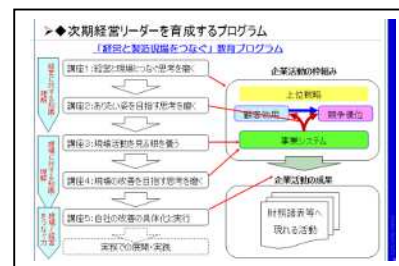 ➢◆次期経営リーダーを育成するプログラム
「経営と製造現場をつなぐ」教育プログラム
講座1:経営と現場につなぐ思考を磨く
講座2:ありたい姿を目指す思考を磨く
講座3:現場活動を見る眼を養う
講座4:現場の改善を目指す思考を磨く
講座5:自社の改善の具体化と実行
実務での展開・実践
企業活動の枠組み
上位戦略
顧客効用
競争優位
事業システム
企業活動の成果
財務諸表等へ
現れる活動